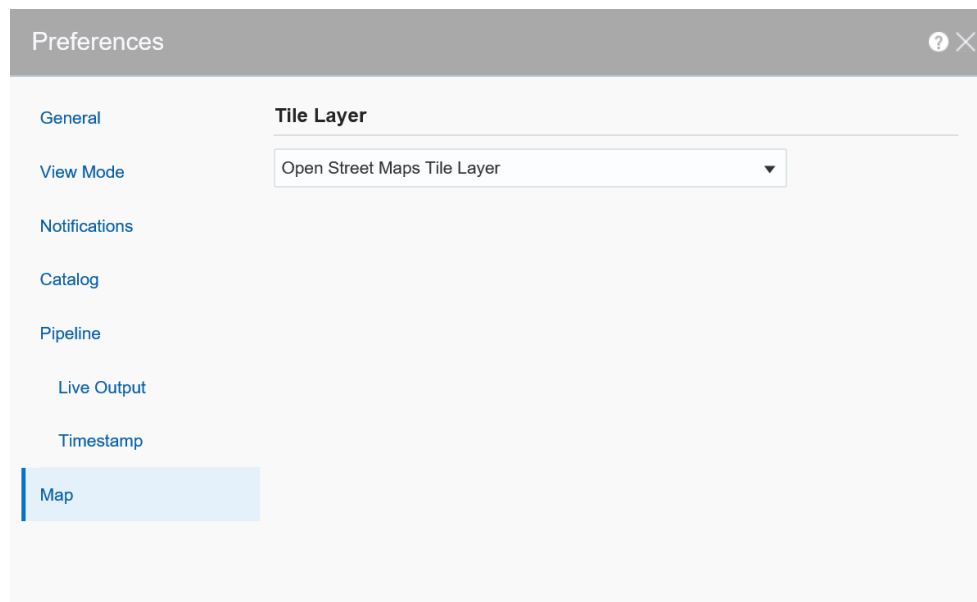 Preferences
General
View Mode
Notifications
Catalog
Pipeline
Live Output
Timestamp
Map
Tile Layer
Open Street Maps Tile Layer